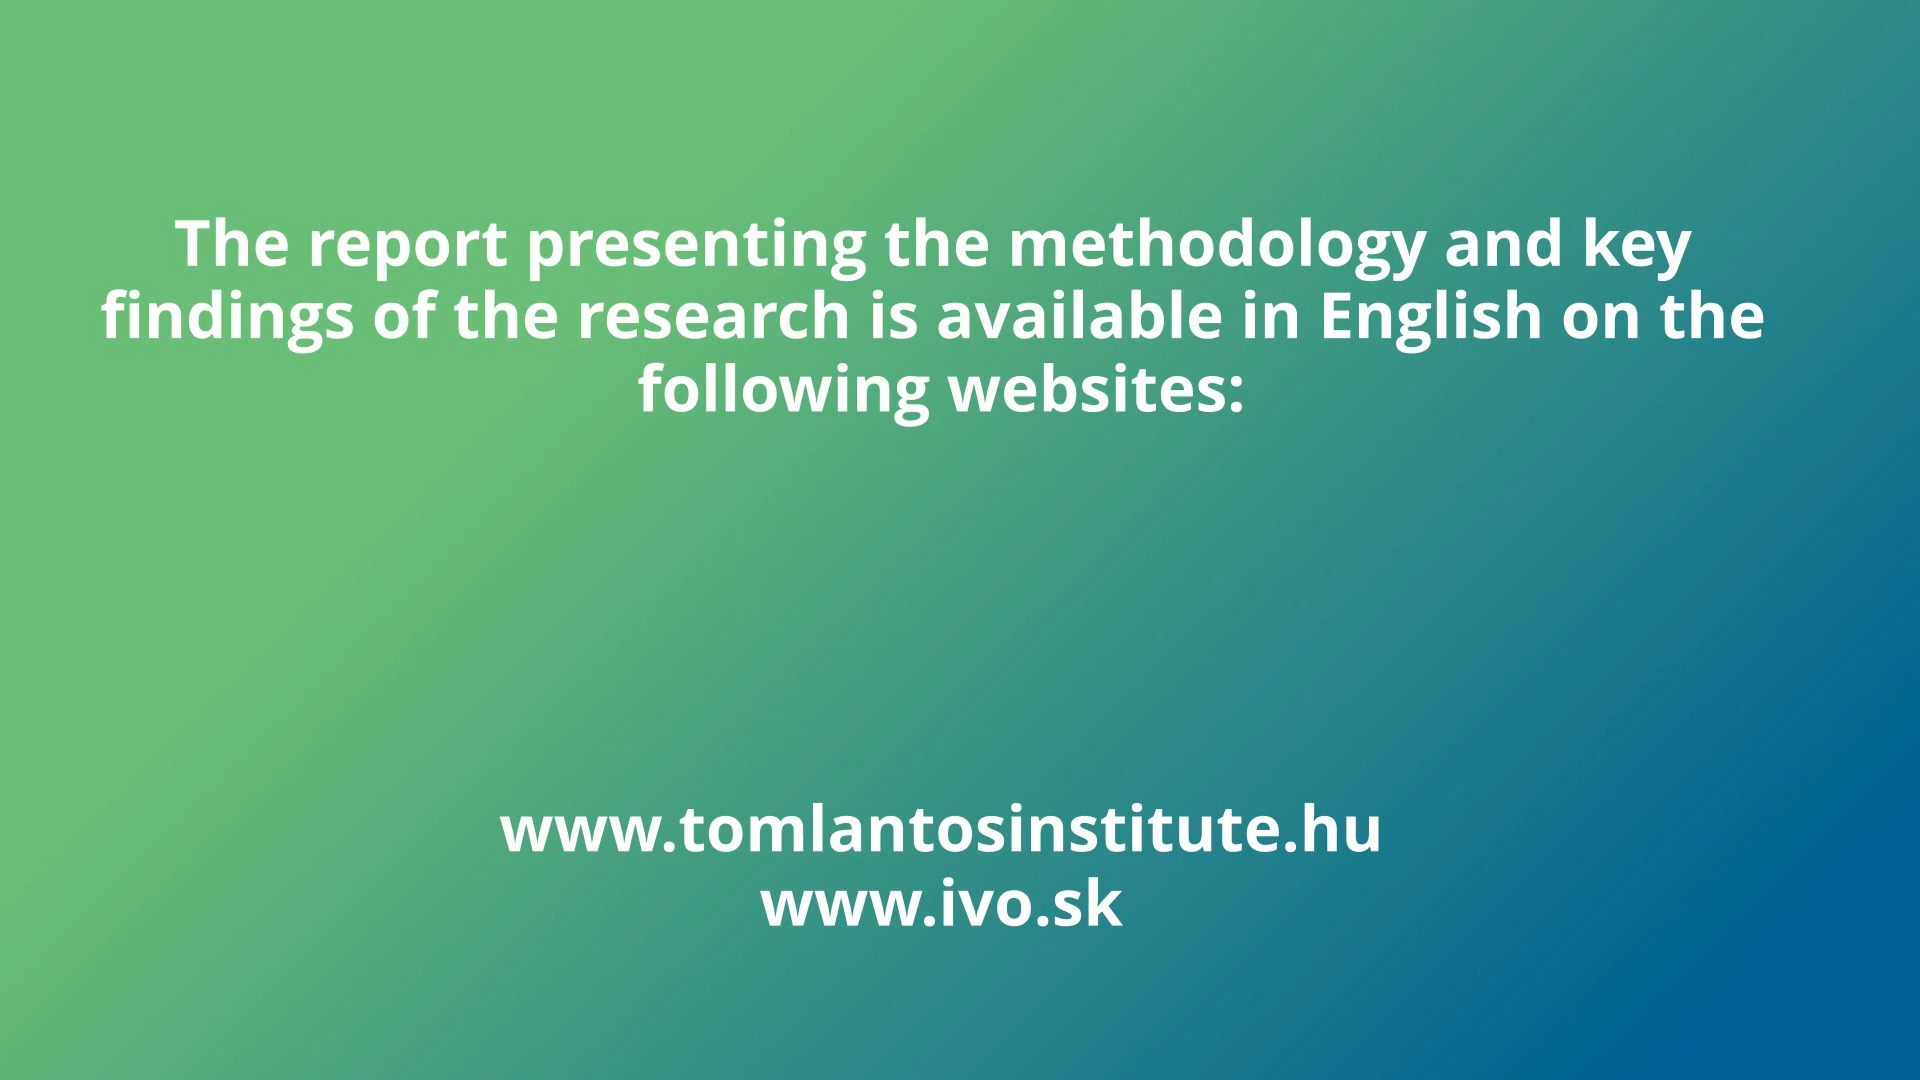 The report presenting the methodology and key
findings of the research is available in English on the
following websites:
www.tomlantosinstitute.hu
www.ivo.sk